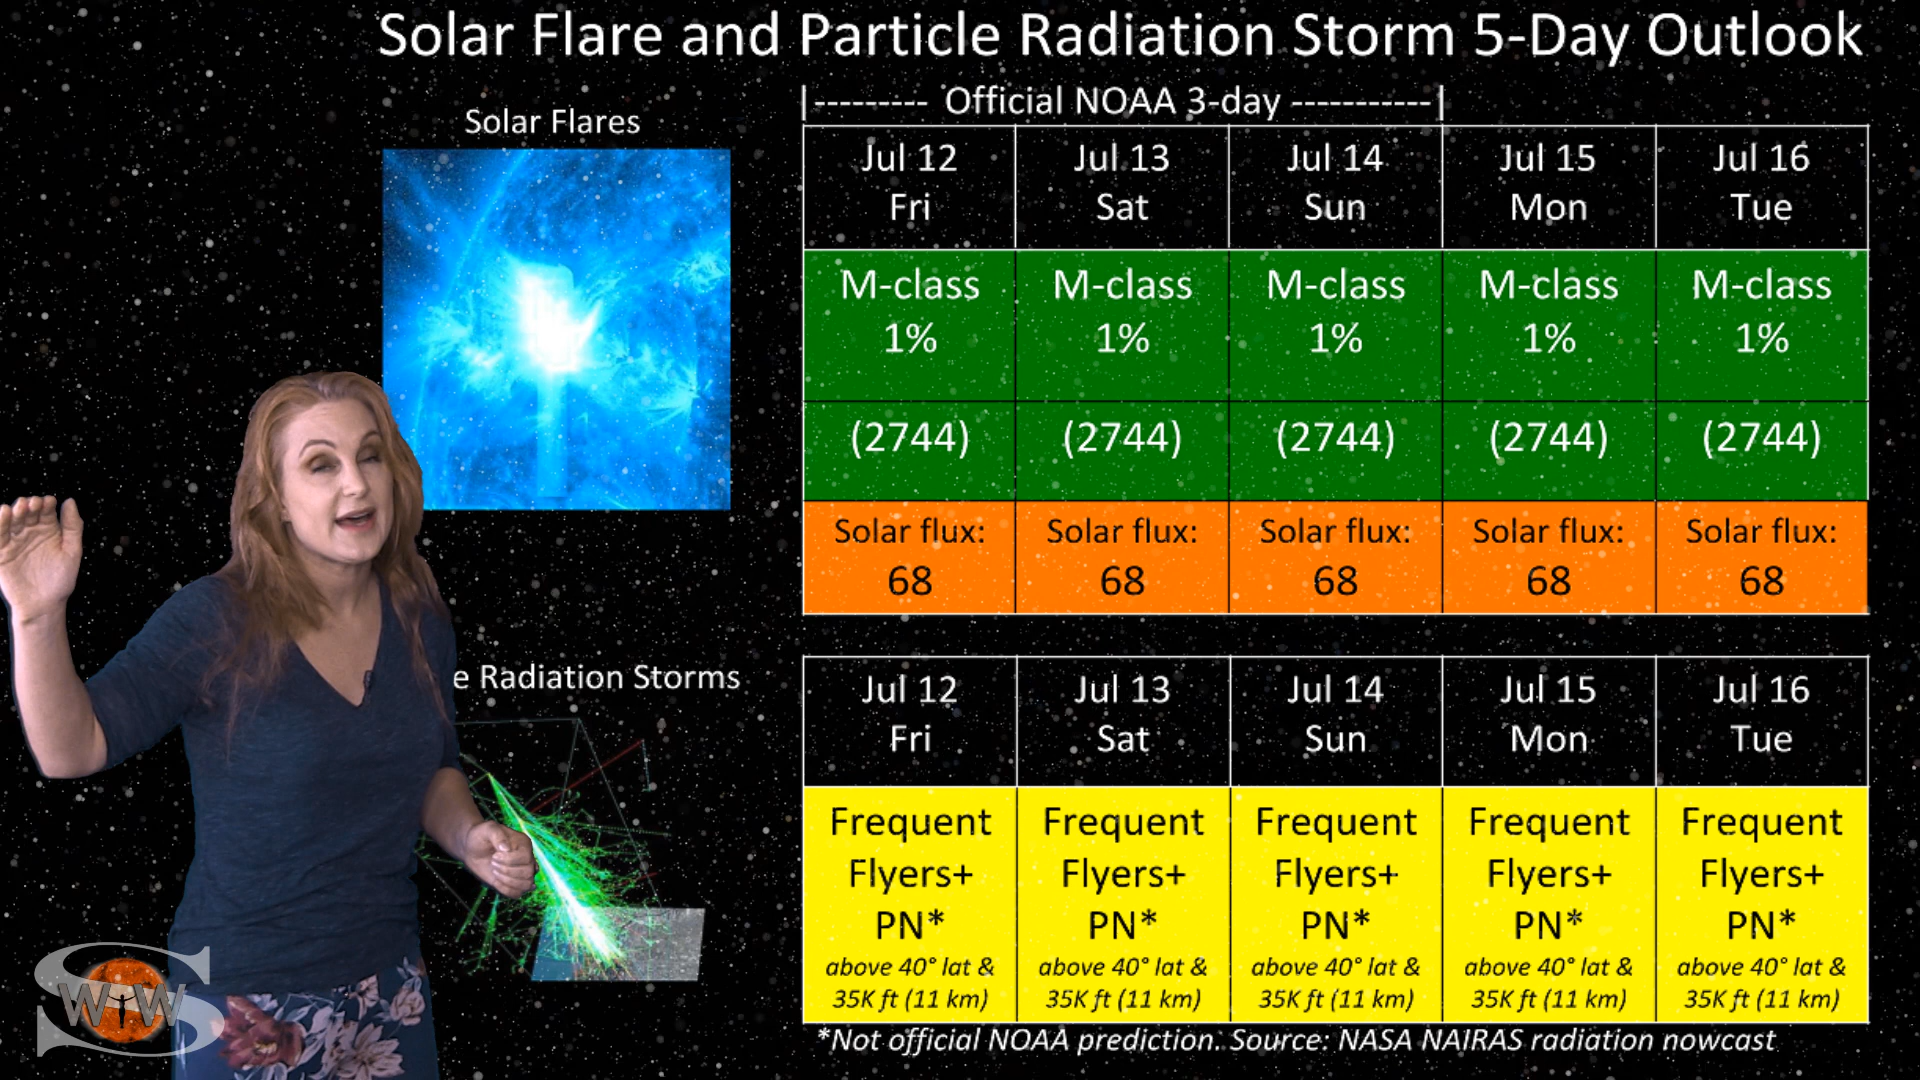 Solar Flare and Particle Radiation Storm 5-Day Outlook
|--------- Official NOAA 3-day -----------|
Solar Flares
Jul 12 Jul 13 Jul 14 Jul 15 Jul 16
Fri Sat Sun Mon Tue
M-class M-class M-class M-class M-class
1% 1% 1% 1% 1%
(2744) (2744) (2744) (2744) (2744)
Solar flux: Solar flux: Solar flux: Solar flux: Solar flux:
68 68 68 68 68
e Radiation Storms
Jul 12 Jul 13 Jul 14 Jul 15 Jul 16
Fri Sat Sun Mon Tue
Frequent Frequent Frequent Frequent Frequent
Flyers+ Flyers+ Flyers+ Flyers+ Flyers+
PN* PN* PN* PN* PN*
above 40° lat & above 40° lat & above 40° lat & above 40° lat & above 40° lat &
35K ft (11 km) 35K ft (11 km) 35K ft (11 km) 35K ft (11 km) 35K ft (11 km)
*Not official NOAA prediction. Source: NASA NAIRAS radiation nowcast
S
WTW